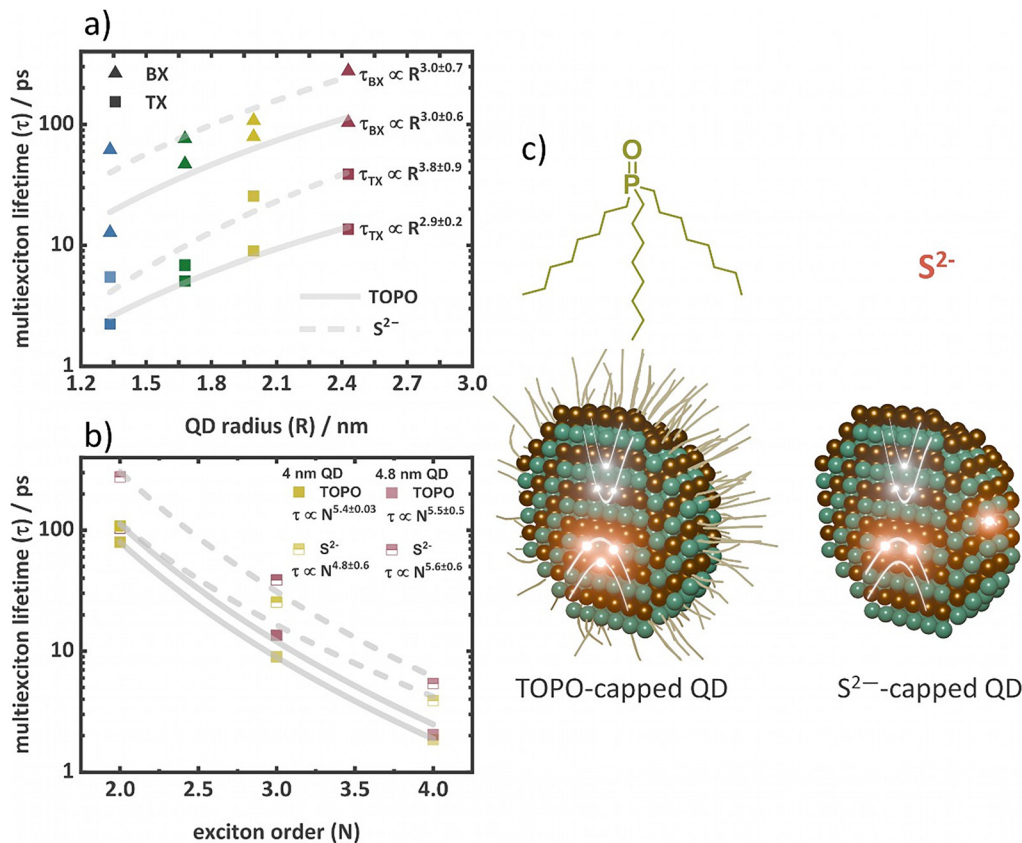 a)
multiexciton lifetime (τ) / ps
100
10
1
BX
TX
τBX ∝ R3.0±0.7
τBX ∝ R3.0±0.6
τTX ∝ R3.8±0.9
τTX ∝ R2.9±0.2
TOPO
S2−
1.2 1.5 1.8 2.1 2.4 2.7 3.0
QD radius (R) / nm
b)
multiexciton lifetime (τ) / ps
100
10
1
4 nm QD 4.8 nm QD
TOPO TOPO
τ ∝ N5.4±0.03 τ ∝ N5.5±0.5
S2- S2-
τ ∝ N4.8±0.6 τ ∝ N5.6±0.6
2.0 2.5 3.0 3.5 4.0
exciton order (N)
c)
O
P
S2-
TOPO-capped QD
S2—-capped QD